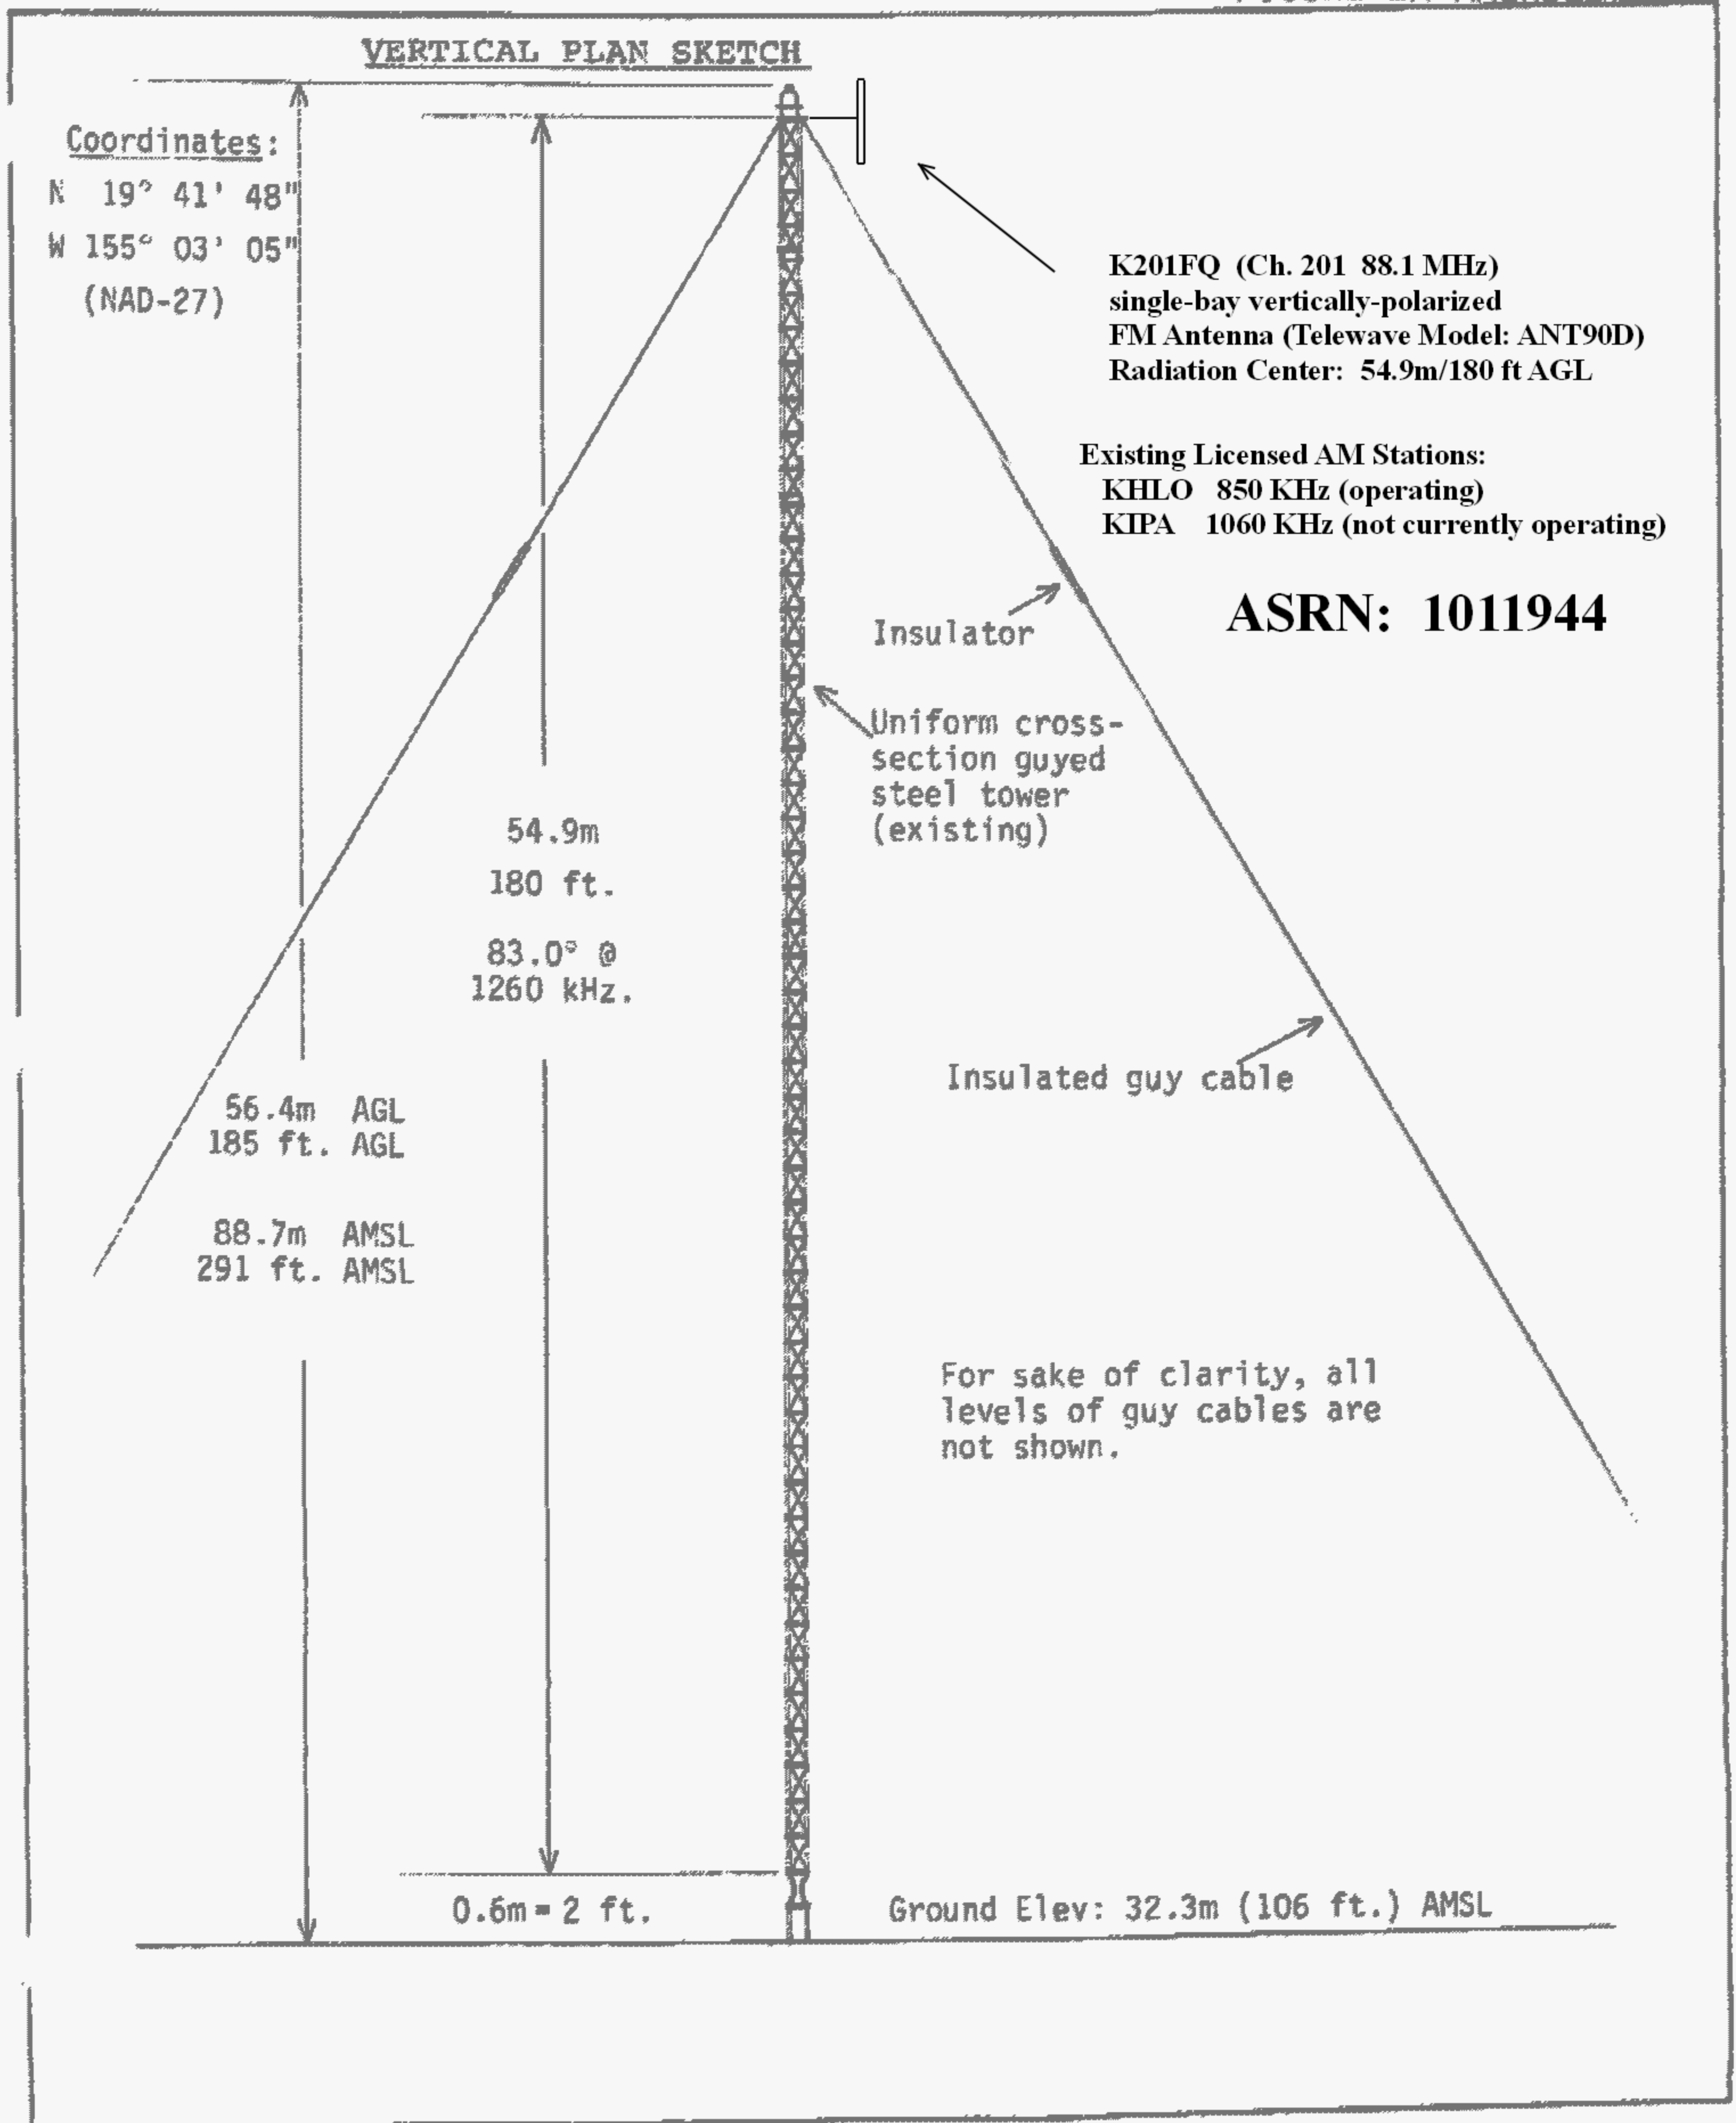 VERTICAL PLAN SKETCH
Coordinates:
N 19° 41' 48"
W 155° 03' 05"
(NAD-27)
K201FQ (Ch. 201 88.1 MHz)
single-bay vertically-polarized
FM Antenna (Telewave Model: ANT90D)
Radiation Center: 54.9m/180 ft AGL
Existing Licensed AM Stations:
KHLO 850 KHz (operating)
KIPA 1060 KHz (not currently operating)
ASRN: 1011944
Insulator
Uniform cross-
section guyed
steel tower
(existing)
54.9m
180 ft.
83.0° @
1260 kHz.
Insulated guy cable
56.4m AGL
185 ft. AGL
88.7m AMSL
291 ft. AMSL
For sake of clarity, all
levels of guy cables are
not shown.
0.6m = 2 ft.
Ground Elev: 32.3m (106 ft.) AMSL